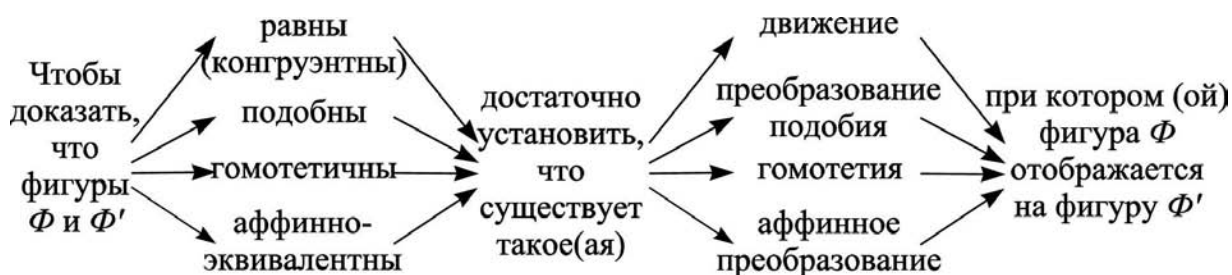 Чтобы
доказать,
что
фигуры
Ф и Ф′
равны
(конгруэнтны)
подобны
гомотетичны
аффинно-
эквивалентны
достаточно
установить,
что
существует
такое(ая)
движение
преобразование
подобия
гомотетия
аффинное
преобразование
при котором (ой)
фигура Ф
отображается
на фигуру Ф′